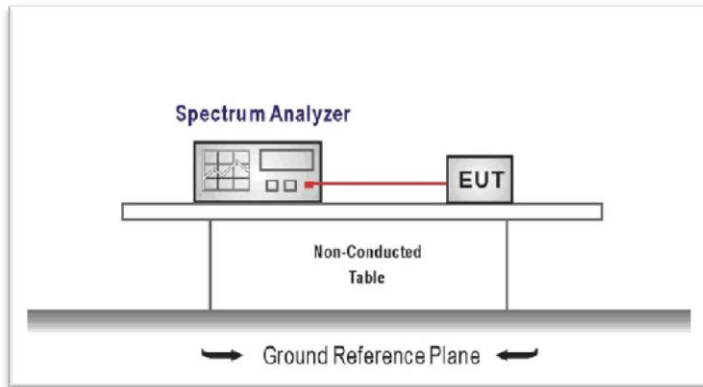 Spectrum Analyzer
EUT
Non-Conducted
Table
Ground Reference Plane